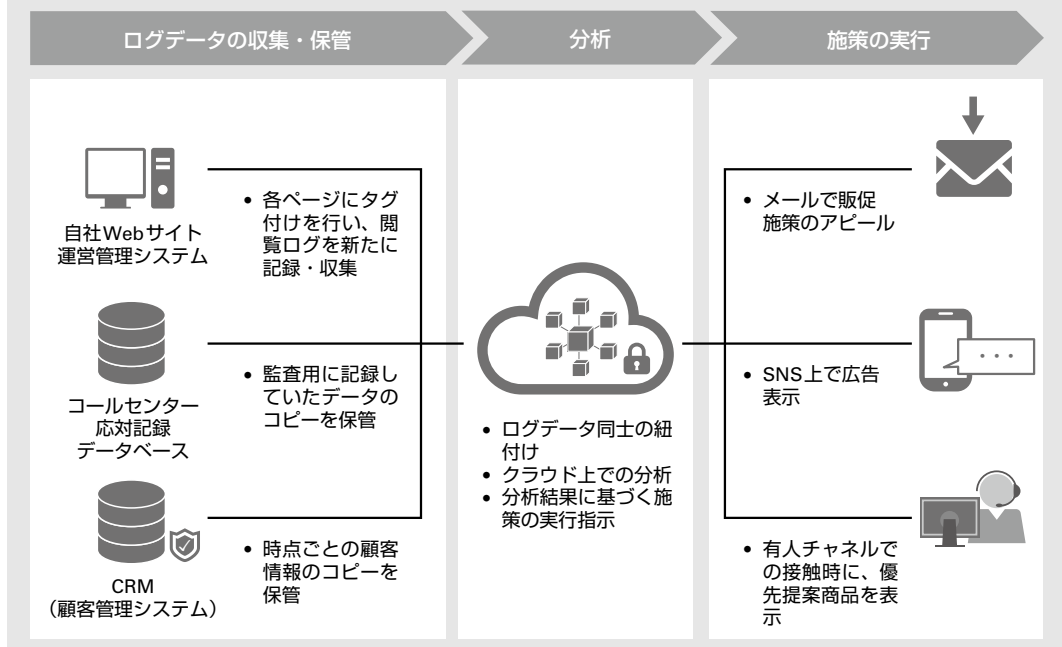 ログデータの収集・保管
分析
施策の実行
自社Webサイト
運営管理システム
• 各ページにタグ
付けを行い、閲
覧ログを新たに
記録・収集
コールセンター
応対記録
データベース
• 監査用に記録し
ていたデータの
コピーを保管
CRM
（顧客管理システム）
• 時点ごとの顧客
情報のコピーを
保管
• ログデータ同士の紐
付け
• クラウド上での分析
• 分析結果に基づく施
策の実行指示
• メールで販促
施策のアピール
• SNS上で広告
表示
• 有人チャネルで
の接触時に、優
先提案商品を表
示